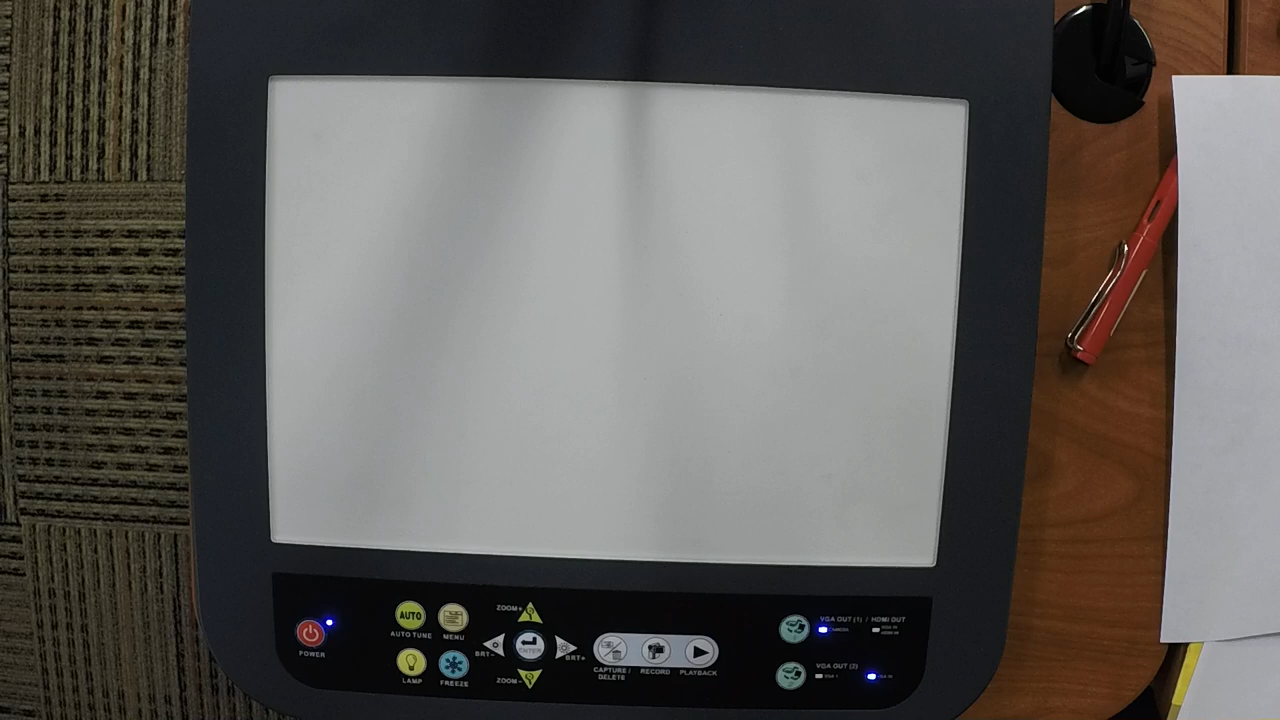 POWER
AUTO
AUTO TUNE
MENU
LAMP
FREEZE
ZOOM+
BRT-
ENTER
BRT+
ZOOM-
CAPTURE /
DELETE
RECORD
PLAYBACK
VGA OUT (1) / HDMI OUT
CAMERA
VGA OUT (2)